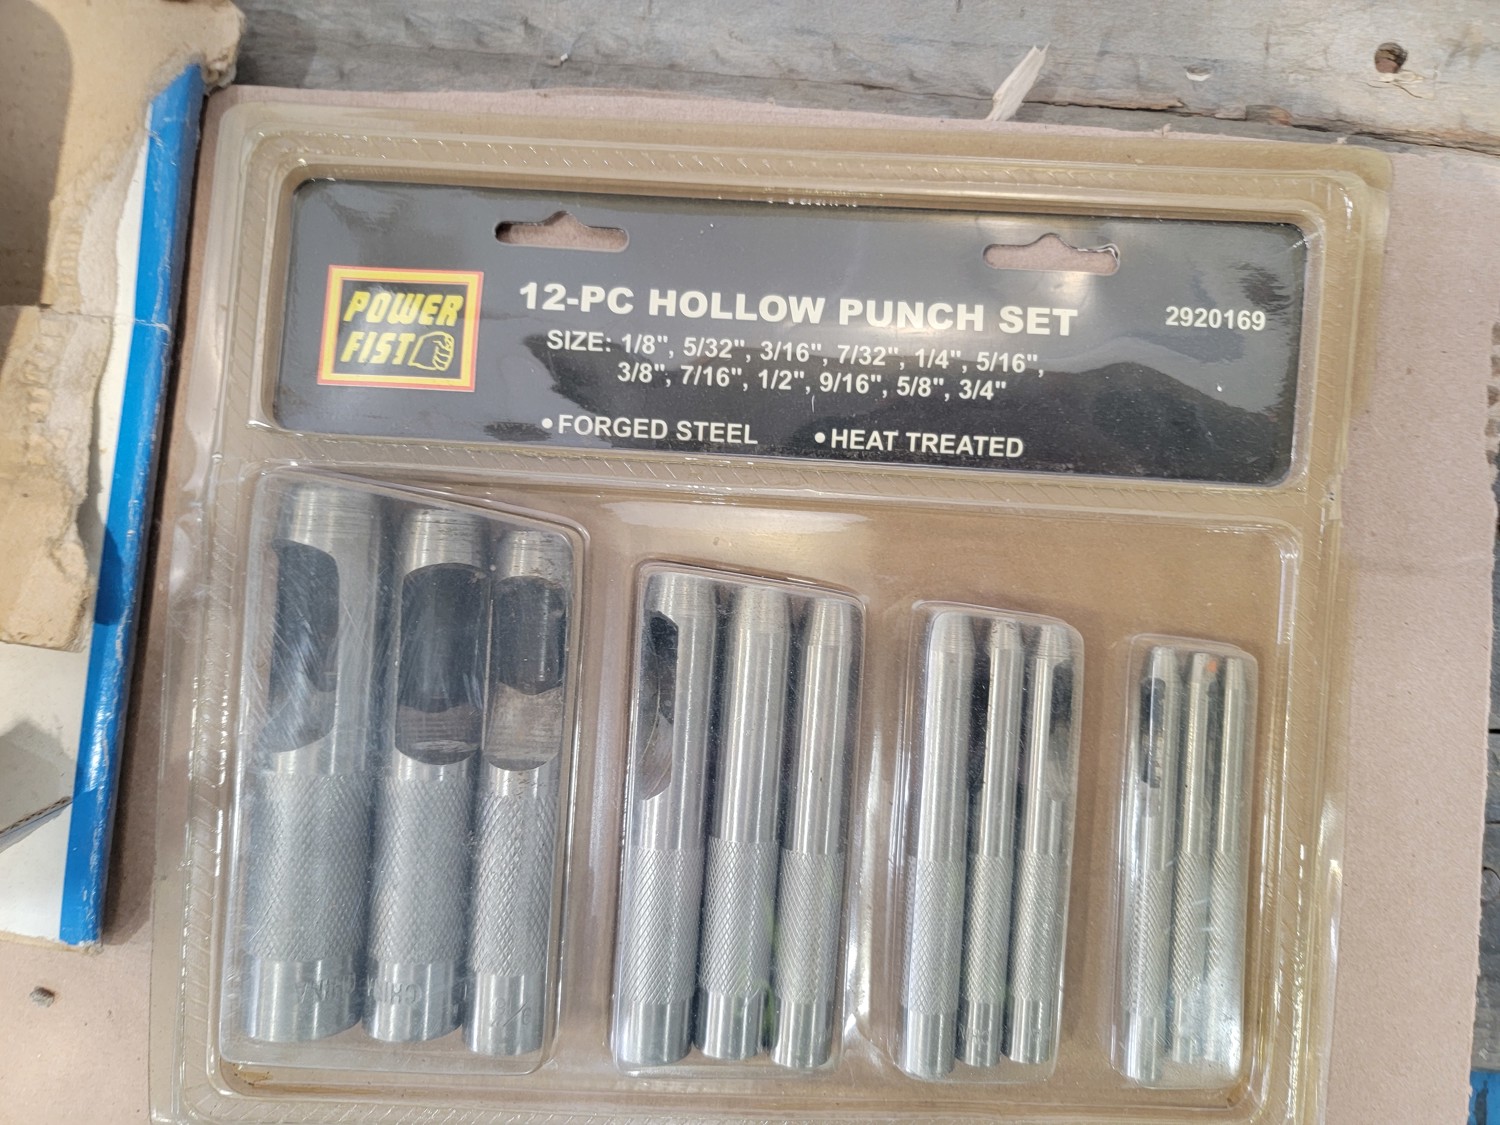 POWER
FIST
12-PC HOLLOW PUNCH SET
2920169
SIZE: 1/8", 5/32", 3/16", 7/32", 1/4", 5/16",
3/8", 7/16", 1/2", 9/16", 5/8", 3/4"
•FORGED STEEL •HEAT TREATED
CHINA